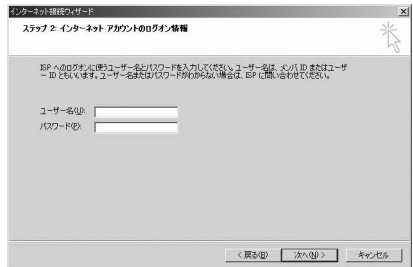 インターネット接続ウィザード
ステップ 2: インターネット アカウントのログオン情報
ISP へのログオンに使うユーザー名とパスワードを入力してください。ユーザー名は、メンバ ID またはユーザ
ー ID ともいいます。ユーザー名またはパスワードがわからない場合は、ISP に問い合わせてください。
ユーザー名(U):
パスワード(P):
< 戻る(B)
次へ(N) >
キャンセル